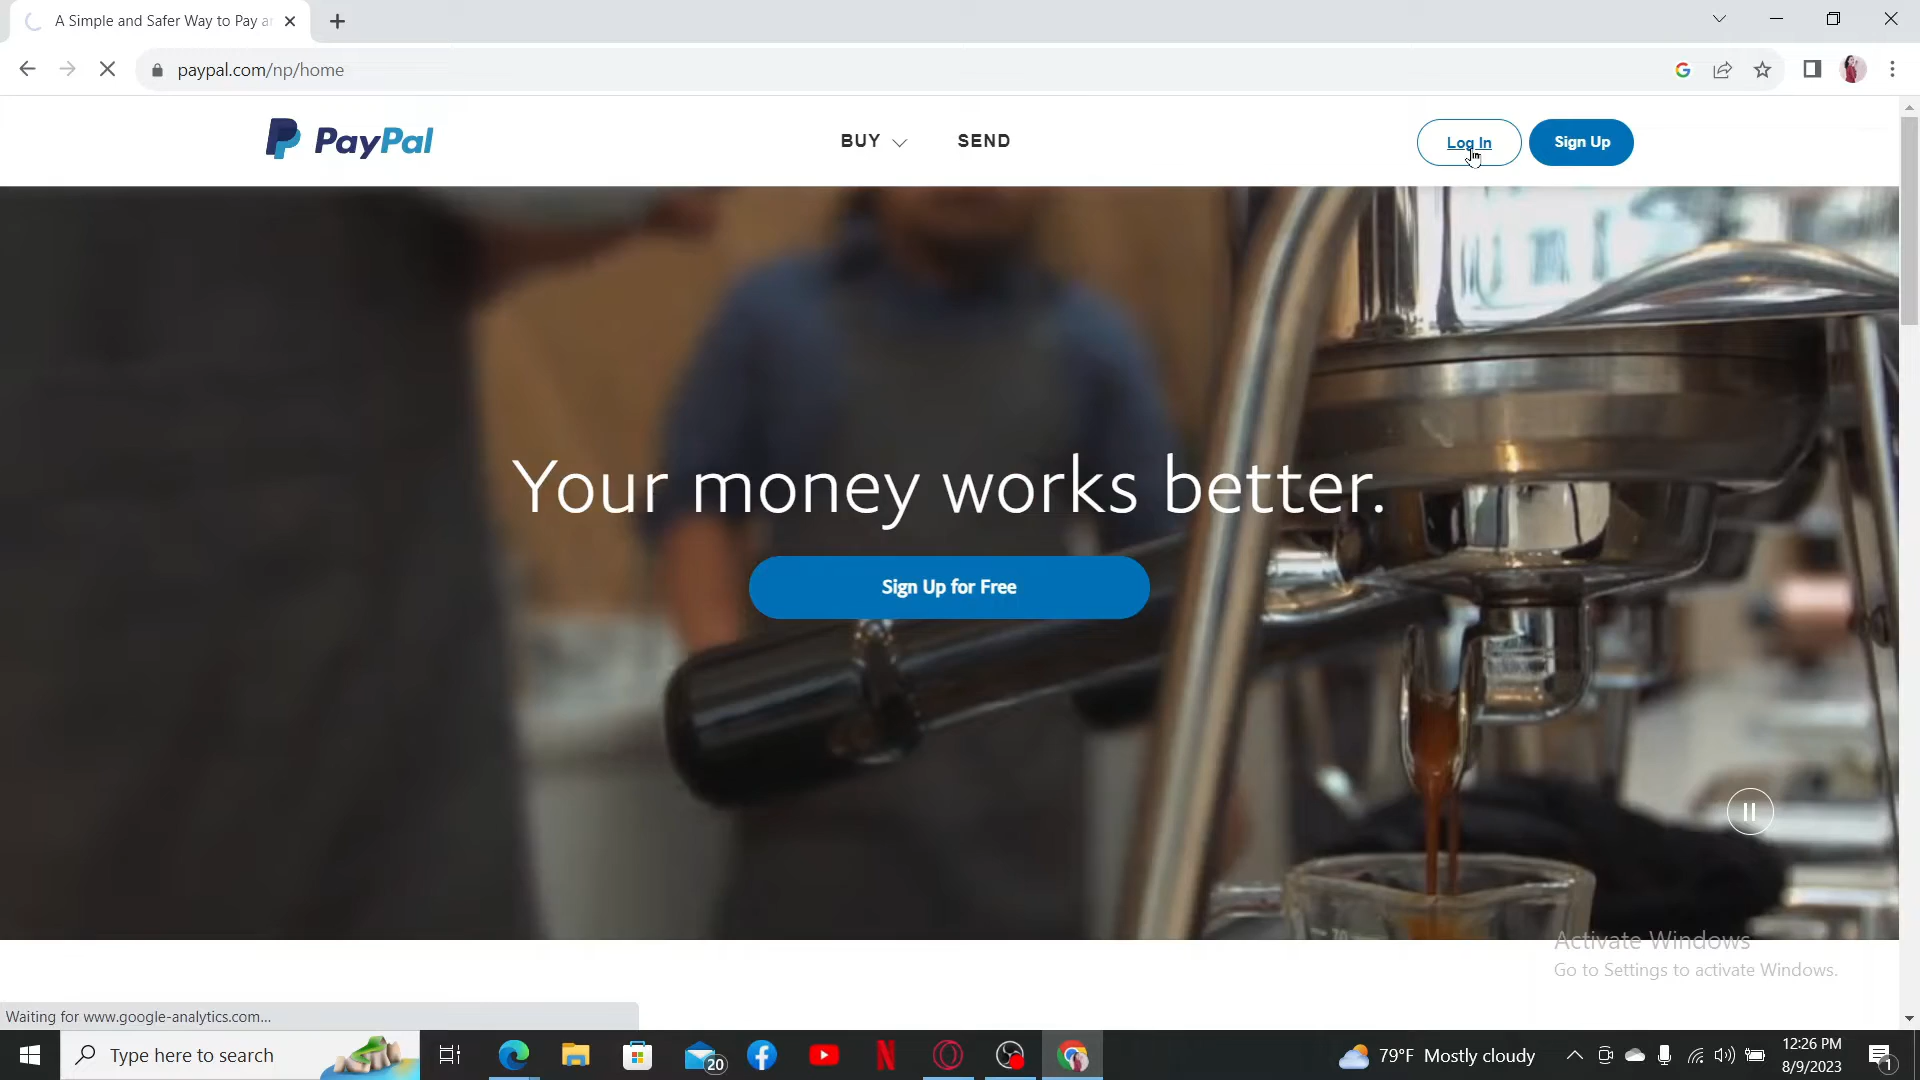 A Simple and Safer Way to Pay a
paypal.com/np/home
PayPal
BUY
SEND
Log In
Sign Up
Your money works better.
Sign Up for Free
Activate Windows
Go to Settings to activate Windows.
Waiting for www.google-analytics.com...
Type here to search
20
79°F Mostly cloudy
12:26 PM
8/9/2023
1